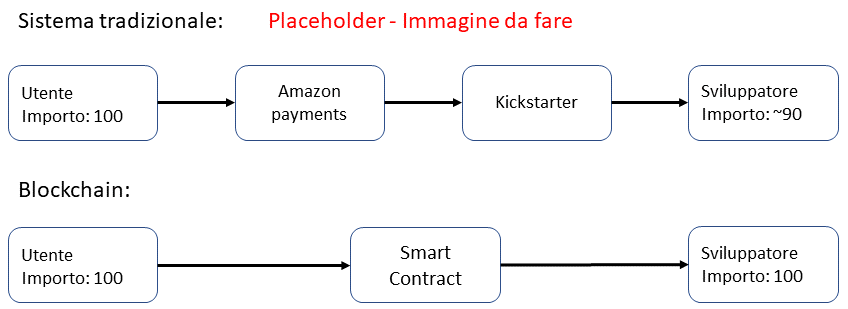 Sistema tradizionale: Placeholder - Immagine da fare
Utente
Importo: 100
Amazon
payments
Kickstarter
Sviluppatore
Importo: ~90
Blockchain:
Utente
Importo: 100
Smart
Contract
Sviluppatore
Importo: 100